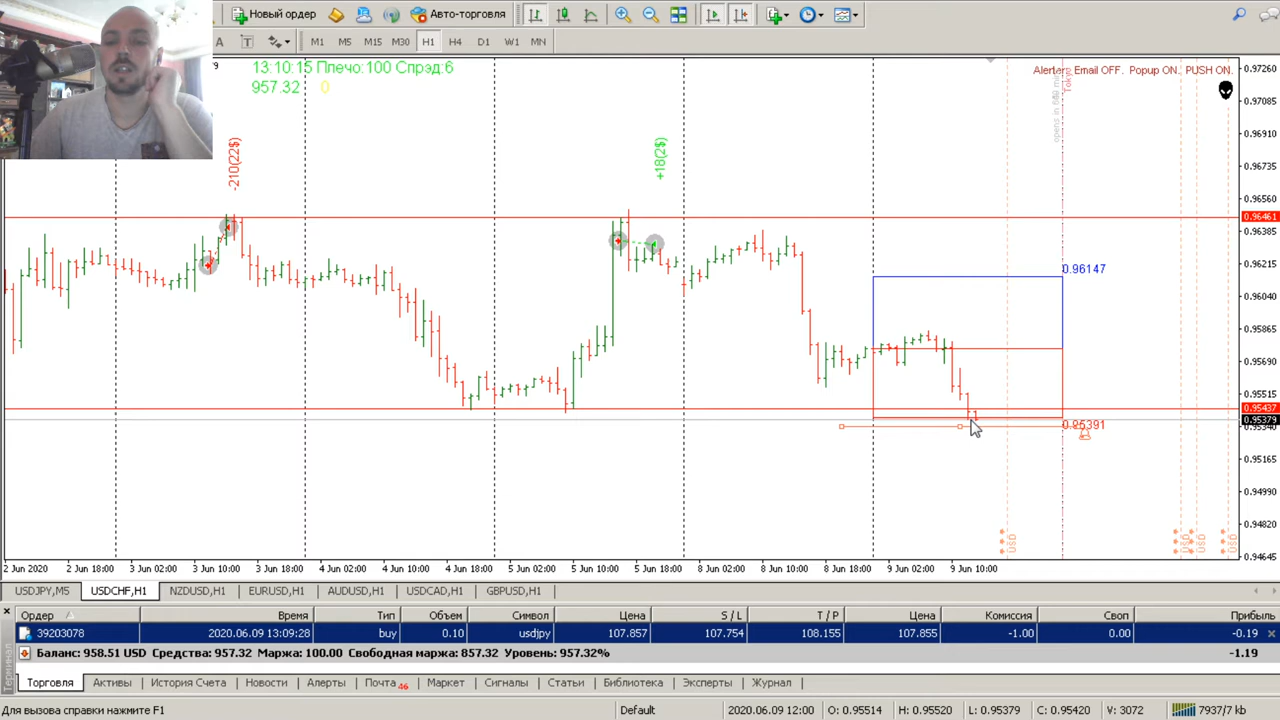 Новый ордер Авто-торговля
A T M1 M5 M15 M30 H1 H4 D1 W1 MN
13:10:15 Плечо:100 Спрэд:6
957.32 0
Alerter: Email OFF. Popup ON. PUSH ON.
Tokyo
-210(22$)
+18(2$)
0.96147
0.95391
0.97260
0.97085
0.96910
0.96735
0.96560
0.96461
0.96385
0.96215
0.96040
0.95865
0.95690
0.95515
0.95437
0.95379
0.95340
0.95165
0.94990
0.94820
0.94645
USD USD USD USD
2 Jun 2020 2 Jun 18:00 3 Jun 02:00 3 Jun 10:00 3 Jun 18:00 4 Jun 02:00 4 Jun 10:00 4 Jun 18:00 5 Jun 02:00 5 Jun 10:00 5 Jun 18:00 8 Jun 02:00 8 Jun 10:00 8 Jun 18:00 9 Jun 02:00 9 Jun 10:00
USDJPY,M5 USDCHF,H1 NZDUSD,H1 EURUSD,H1 AUDUSD,H1 USDCAD,H1 GBPUSD,H1
Ордер Время Тип Объем Символ Цена S / L T / P Цена Комиссия Своп Прибыль
39203078 2020.06.09 13:09:28 buy 0.10 usdjpy 107.857 107.754 108.155 107.855 -1.00 0.00 -0.19
Баланс: 958.51 USD Средства: 957.32 Маржа: 100.00 Свободная маржа: 857.32 Уровень: 957.32% -1.19
Терминал
Торговля Активы История Счета Новости Алерты Почта 46 Маркет Сигналы Статьи Библиотека Эксперты Журнал
Для вызова справки нажмите F1 Default 2020.06.09 12:00 O: 0.95514 H: 0.95520 L: 0.95379 C: 0.95420 V: 3072 7937/7 kb